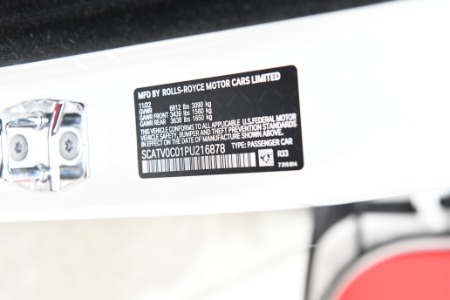 MFD BY ROLLS-ROYCE MOTOR CARS LIMITED
11/22
GVWR 6812 lbs 3090 kg
GAWR FRONT 3439 lbs 1560 kg
GAWR REAR 3638 lbs 1650 kg
THIS VEHICLE CONFORMS TO ALL APPLICABLE U.S. FEDERAL MOTOR
VEHICLE SAFETY, BUMPER AND THEFT PREVENTION STANDARDS
IN EFFECT ON THE DATE OF MANUFACTURE SHOWN ABOVE.
SCATV0C01PU216878 TYPE: PASSENGER CAR
R33